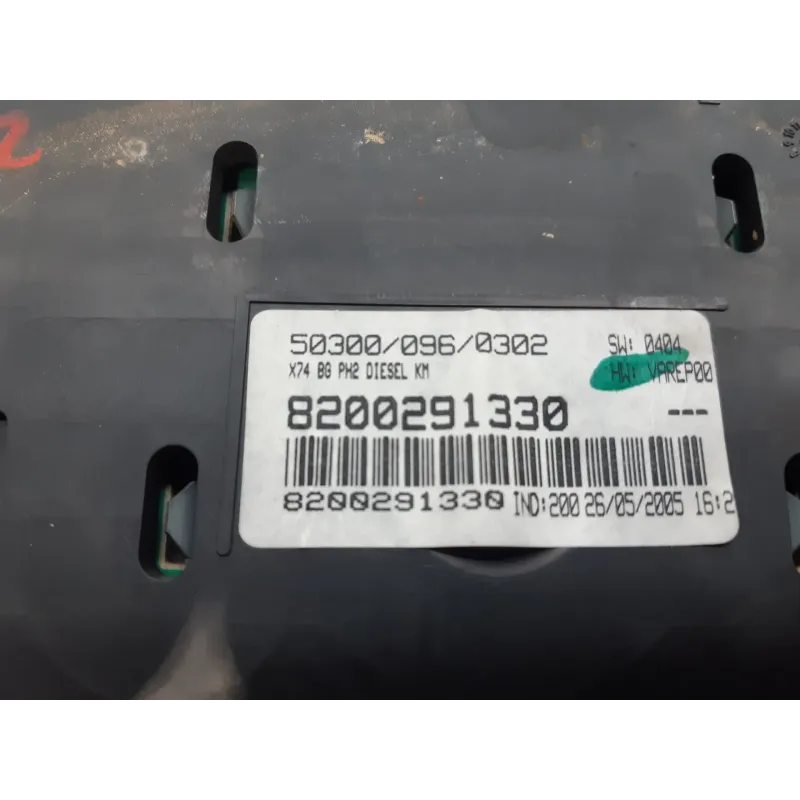 50300/096/0302 SW: 0404
X74 BG PH2 DIESEL KM HW: VAREP00
8200291330 ---
8200291330 IND:200 26/05/2005 16:2